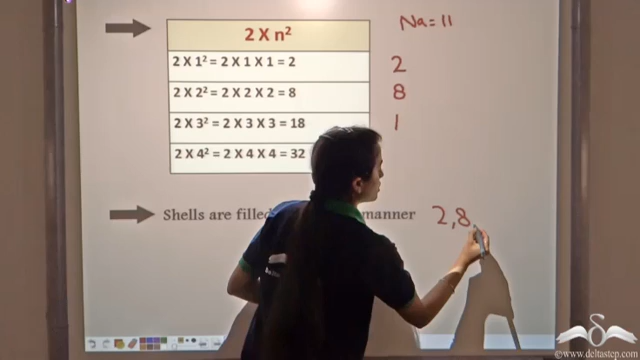 2 X n²
Na = 11
2 X 1² = 2 X 1 X 1 = 2
2
2 X 2² = 2 X 2 X 2 = 8
8
2 X 3² = 2 X 3 X 3 = 18
1
2 X 4² = 2 X 4 X 4 = 32
Shells are filled manner 2,8,
©www.deltastep.com